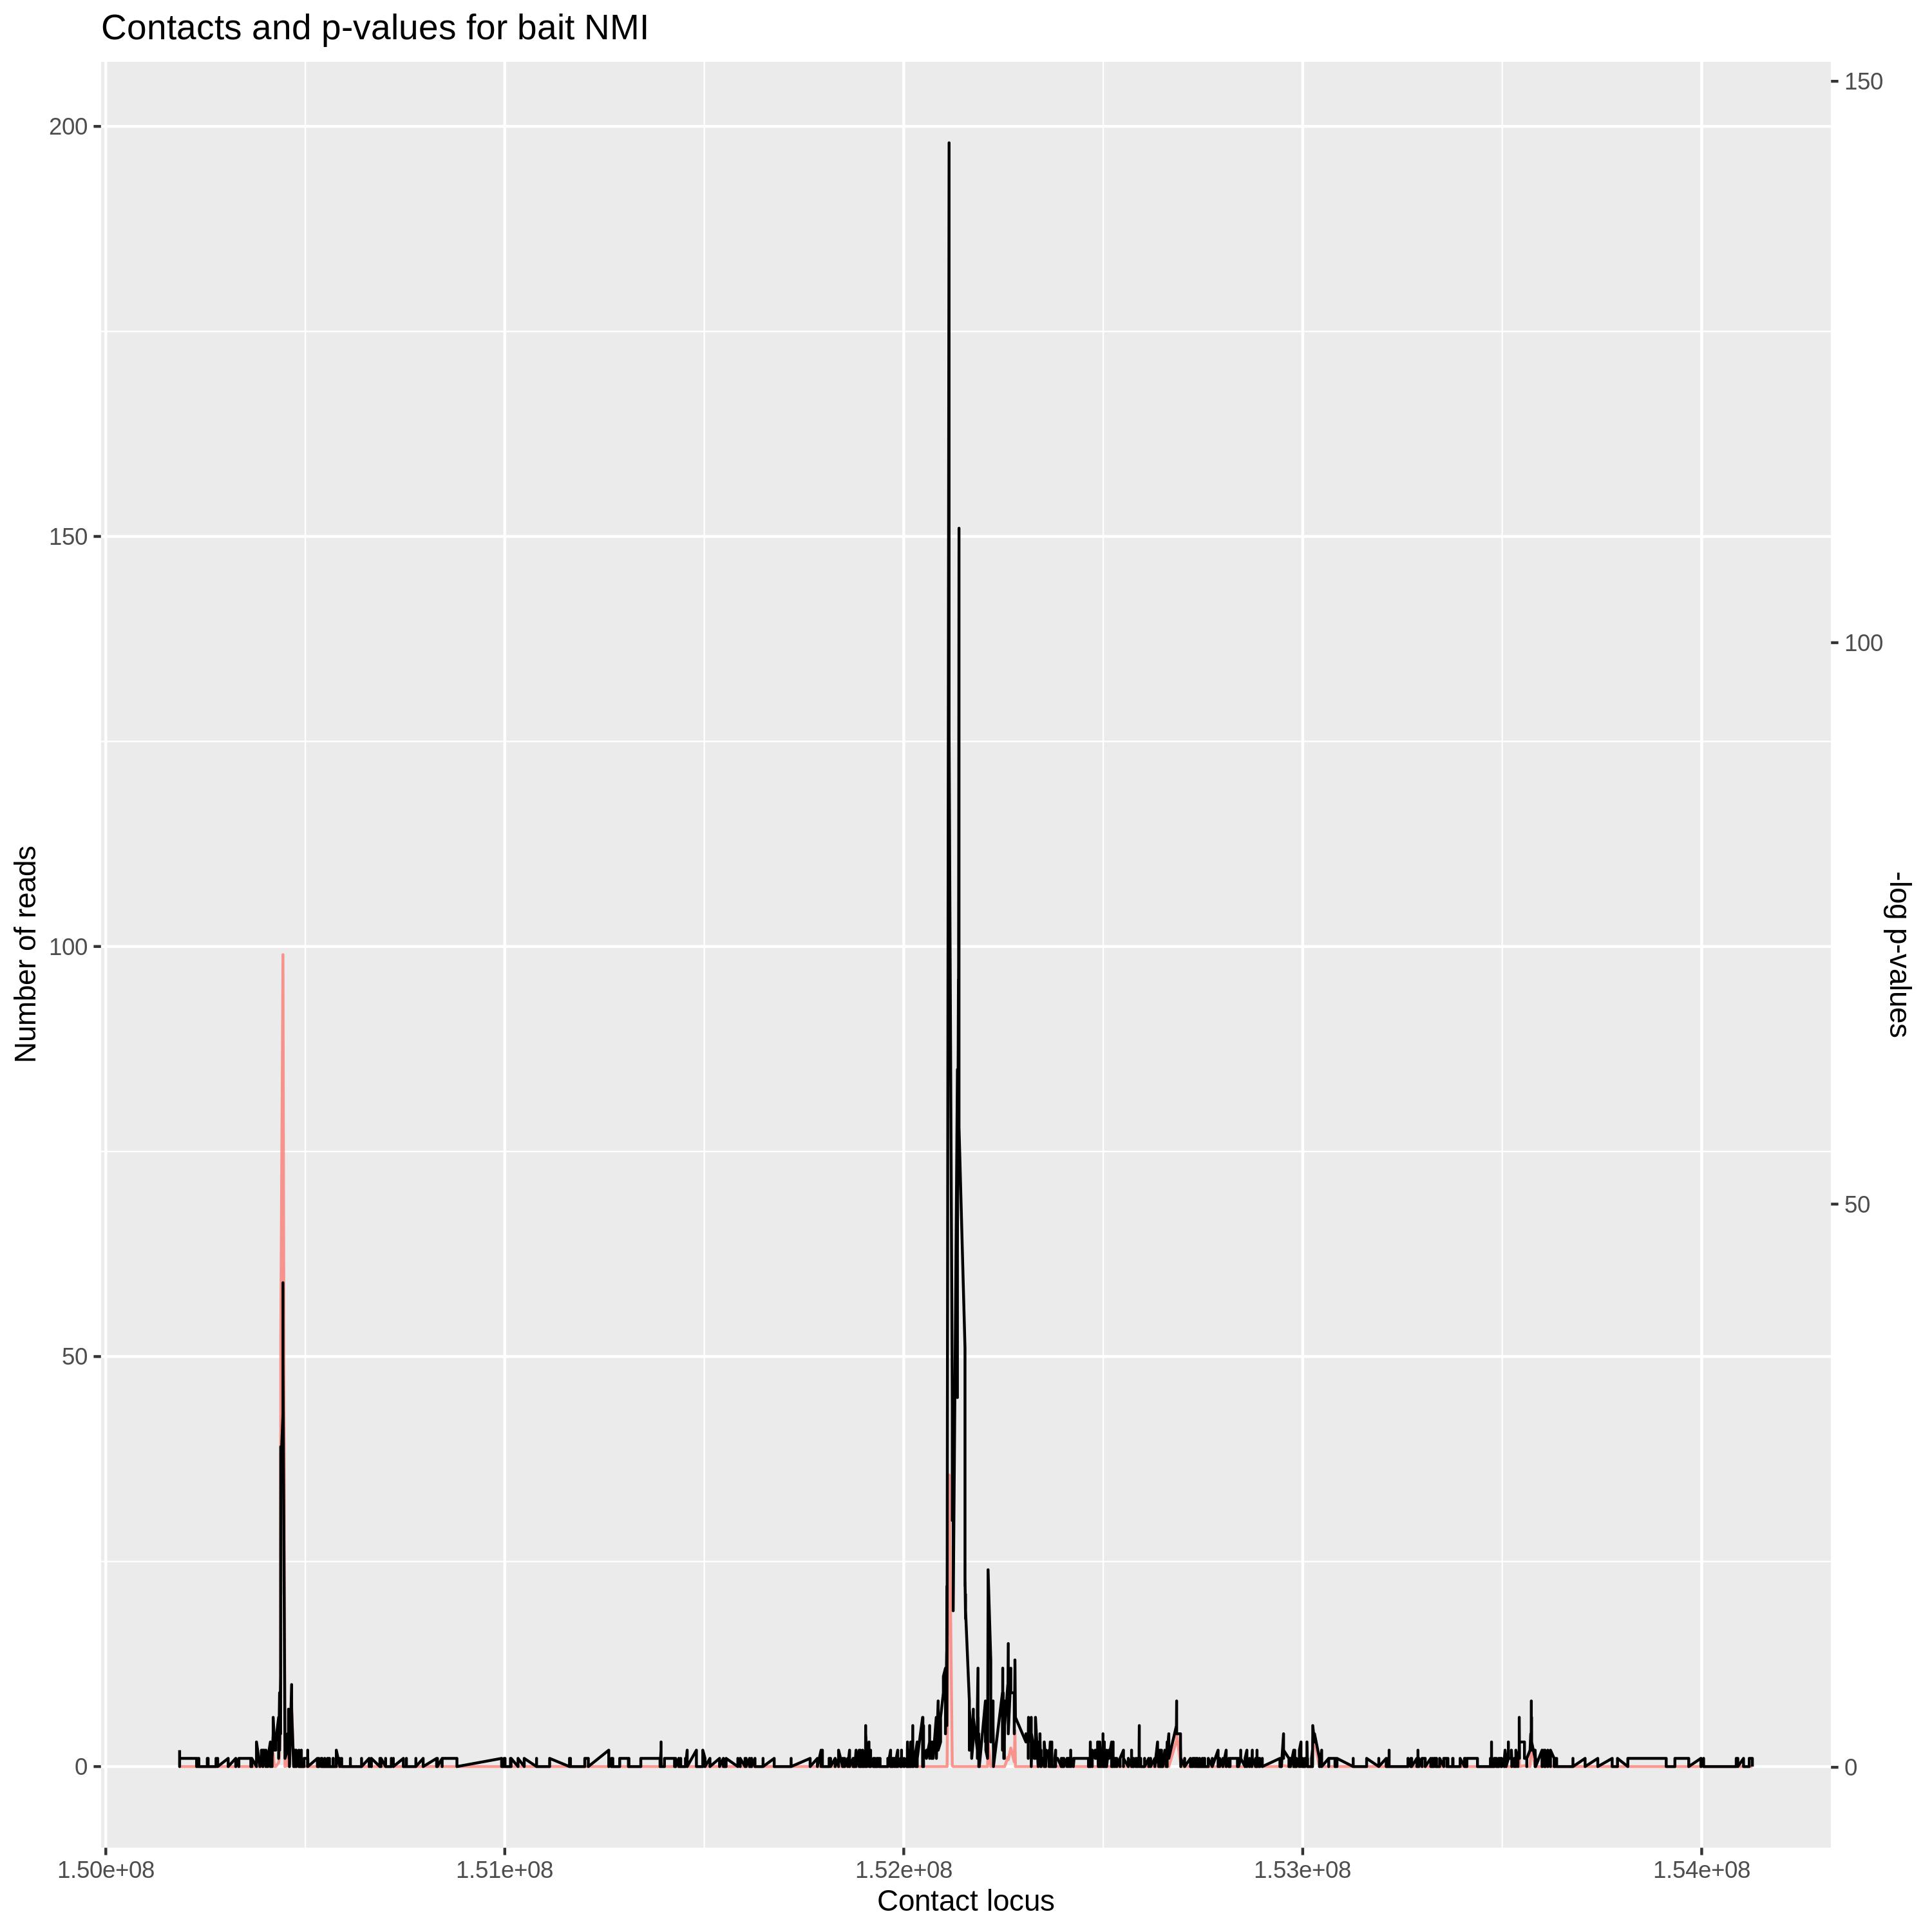 Contacts and p-values for bait NMI
200
150
100
50
0
Number of reads
150
100
50
0
-log p-values
1.50e+08
1.51e+08
1.52e+08
1.53e+08
1.54e+08
Contact locus